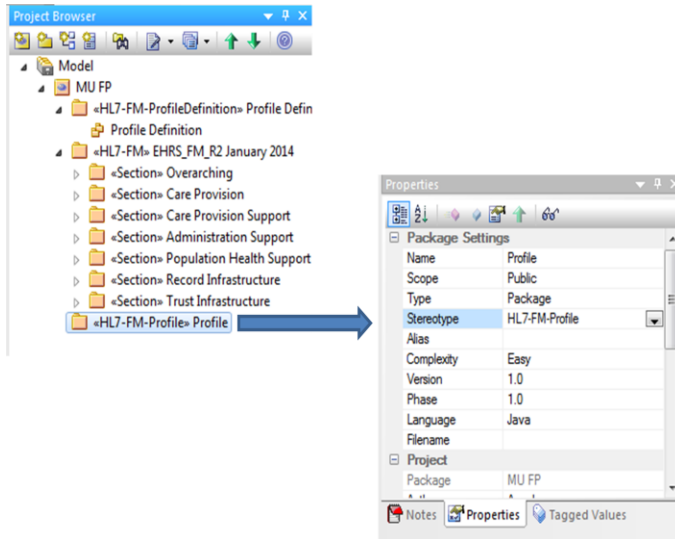 Project Browser
Model
MU FP
«HL7-FM-ProfileDefinition» Profile Defin
Profile Definition
«HL7-FM» EHRS_FM_R2 January 2014
«Section» Overarching
«Section» Care Provision
«Section» Care Provision Support
«Section» Administration Support
«Section» Population Health Support
«Section» Record Infrastructure
«Section» Trust Infrastructure
«HL7-FM-Profile» Profile
Properties
Package Settings
Name Profile
Scope Public
Type Package
Stereotype HL7-FM-Profile
Alias
Complexity Easy
Version 1.0
Phase 1.0
Language Java
Filename
Project
Package MU FP
Notes Properties Tagged Values